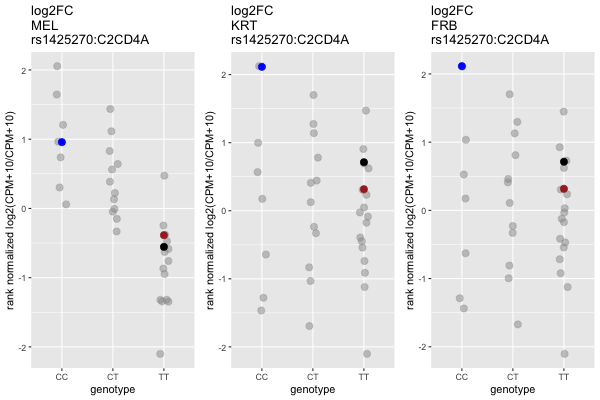 log2FC
MEL
rs1425270:C2CD4A
rank normalized log2(CPM+10/CPM+10)
2
1
0
-1
-2
CC
CT
TT
genotype
log2FC
KRT
rs1425270:C2CD4A
rank normalized log2(CPM+10/CPM+10)
2
1
0
-1
-2
CC
CT
TT
genotype
log2FC
FRB
rs1425270:C2CD4A
rank normalized log2(CPM+10/CPM+10)
2
1
0
-1
-2
CC
CT
TT
genotype